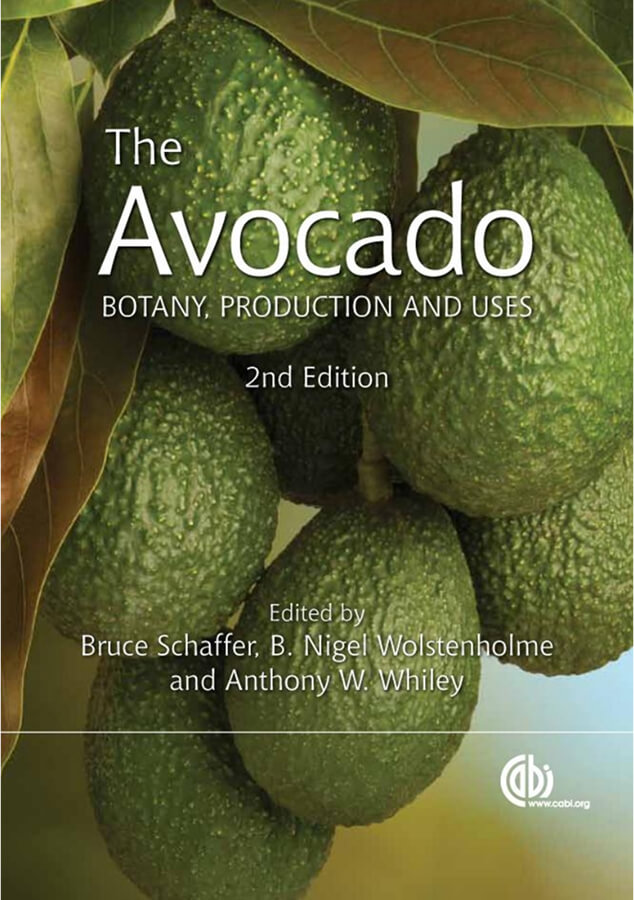 The
Avocado
BOTANY, PRODUCTION AND USES
2nd Edition
Edited by
Bruce Schaffer, B. Nigel Wolstenholme
and Anthony W. Whiley
cabi
www.cabi.org